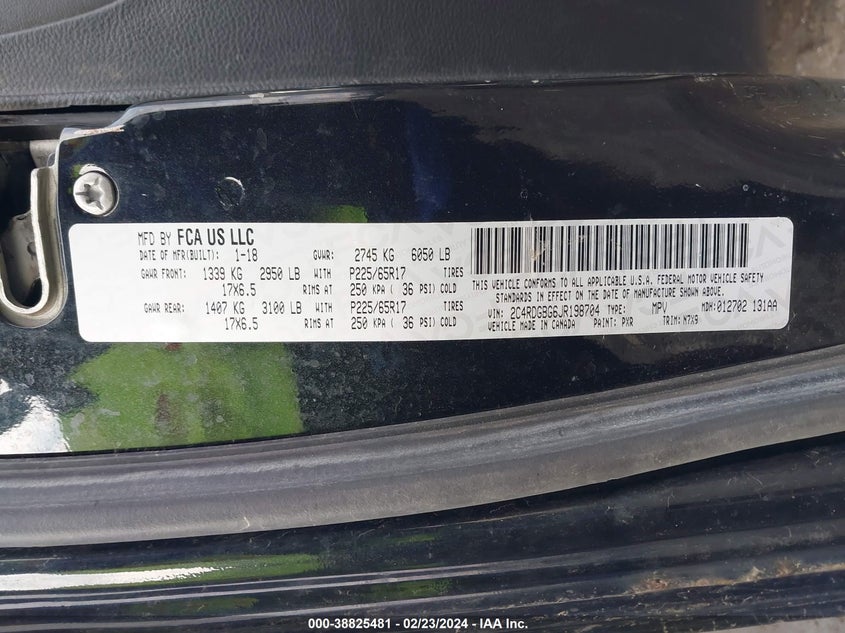 MFD BY FCA US LLC
DATE OF MFR(BUILT): 1-18 GVWR: 2745 KG 6050 LB
GAWR FRONT: 1339 KG 2950 LB WITH P225/65R17 TIRES
17X6.5 RIMS AT 250 KPA ( 36 PSI) COLD
GAWR REAR: 1407 KG 3100 LB WITH P225/65R17 TIRES
17X6.5 RIMS AT 250 KPA ( 36 PSI) COLD
THIS VEHICLE CONFORMS TO ALL APPLICABLE U.S.A. FEDERAL MOTOR VEHICLE SAFETY
STANDARDS IN EFFECT ON THE DATE OF MANUFACTURE SHOWN ABOVE.
VIN: 2C4RDGBG6JR198704 TYPE: MPV MDH:012702 131AA
VEHICLE MADE IN CANADA PAINT: PXR TRIM: N7X9
000-38825481 - 02/23/2024 - IAA Inc.